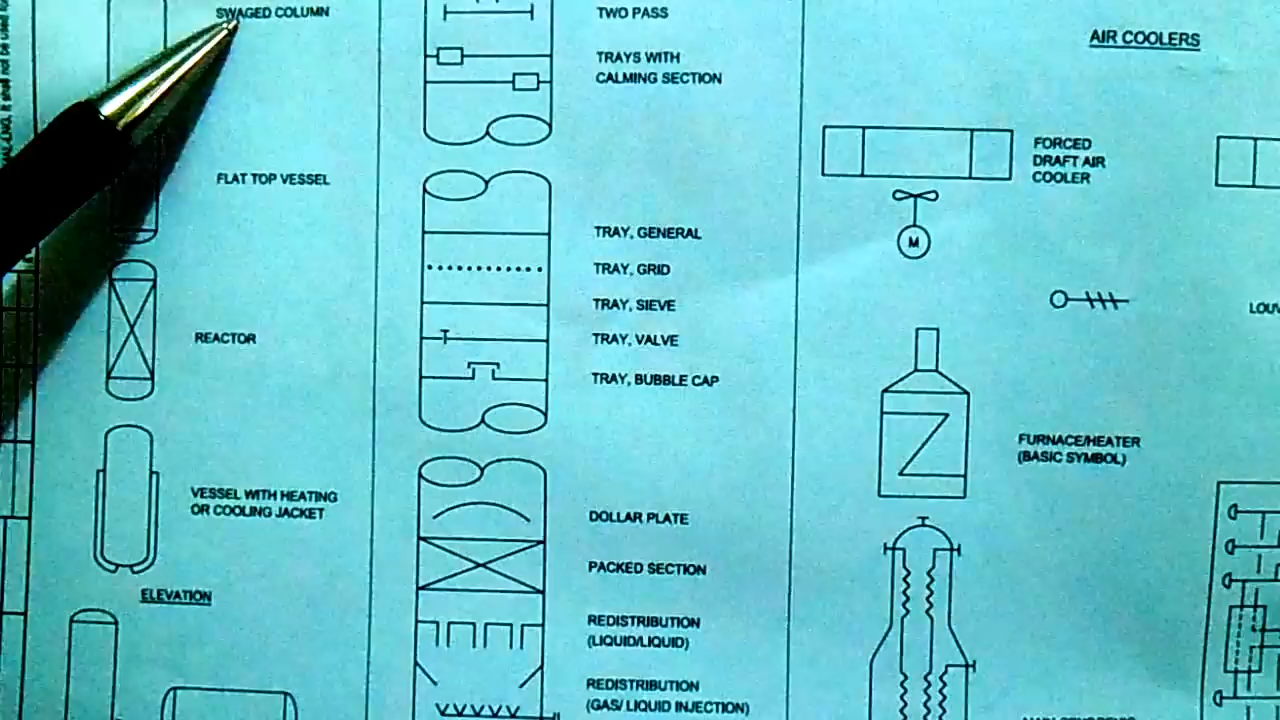 SWAGED COLUMN
FLAT TOP VESSEL
REACTOR
VESSEL WITH HEATING
OR COOLING JACKET
ELEVATION
TWO PASS
TRAYS WITH
CALMING SECTION
TRAY, GENERAL
TRAY, GRID
TRAY, SIEVE
TRAY, VALVE
TRAY, BUBBLE CAP
DOLLAR PLATE
PACKED SECTION
REDISTRIBUTION
(LIQUID/LIQUID)
REDISTRIBUTION
(GAS/ LIQUID INJECTION)
AIR COOLERS
FORCED
DRAFT AIR
COOLER
M
FURNACE/HEATER
(BASIC SYMBOL)